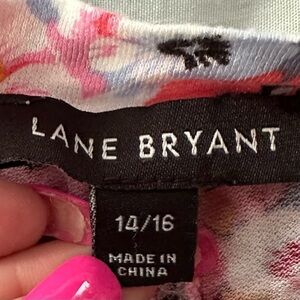 LANE BRYANT
14/16
MADE IN
CHINA